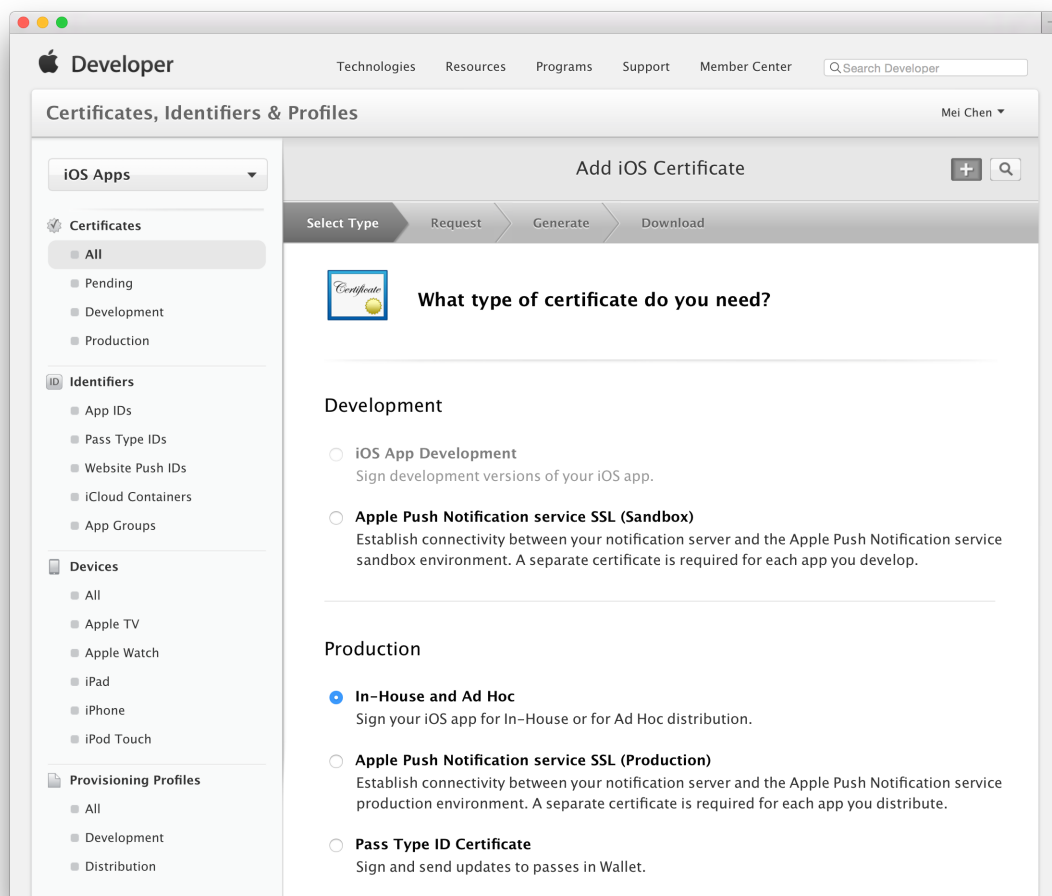 Developer
Technologies
Resources
Programs
Support
Member Center
Search Developer
Certificates, Identifiers & Profiles
Mei Chen
iOS Apps
Certificates
All
Pending
Development
Production
ID Identifiers
App IDs
Pass Type IDs
Website Push IDs
iCloud Containers
App Groups
Devices
All
Apple TV
Apple Watch
iPad
iPhone
iPod Touch
Provisioning Profiles
All
Development
Distribution
Add iOS Certificate
Select Type
Request
Generate
Download
Certificate
What type of certificate do you need?
Development
iOS App Development
Sign development versions of your iOS app.
Apple Push Notification service SSL (Sandbox)
Establish connectivity between your notification server and the Apple Push Notification service
sandbox environment. A separate certificate is required for each app you develop.
Production
In-House and Ad Hoc
Sign your iOS app for In-House or for Ad Hoc distribution.
Apple Push Notification service SSL (Production)
Establish connectivity between your notification server and the Apple Push Notification service
production environment. A separate certificate is required for each app you distribute.
Pass Type ID Certificate
Sign and send updates to passes in Wallet.